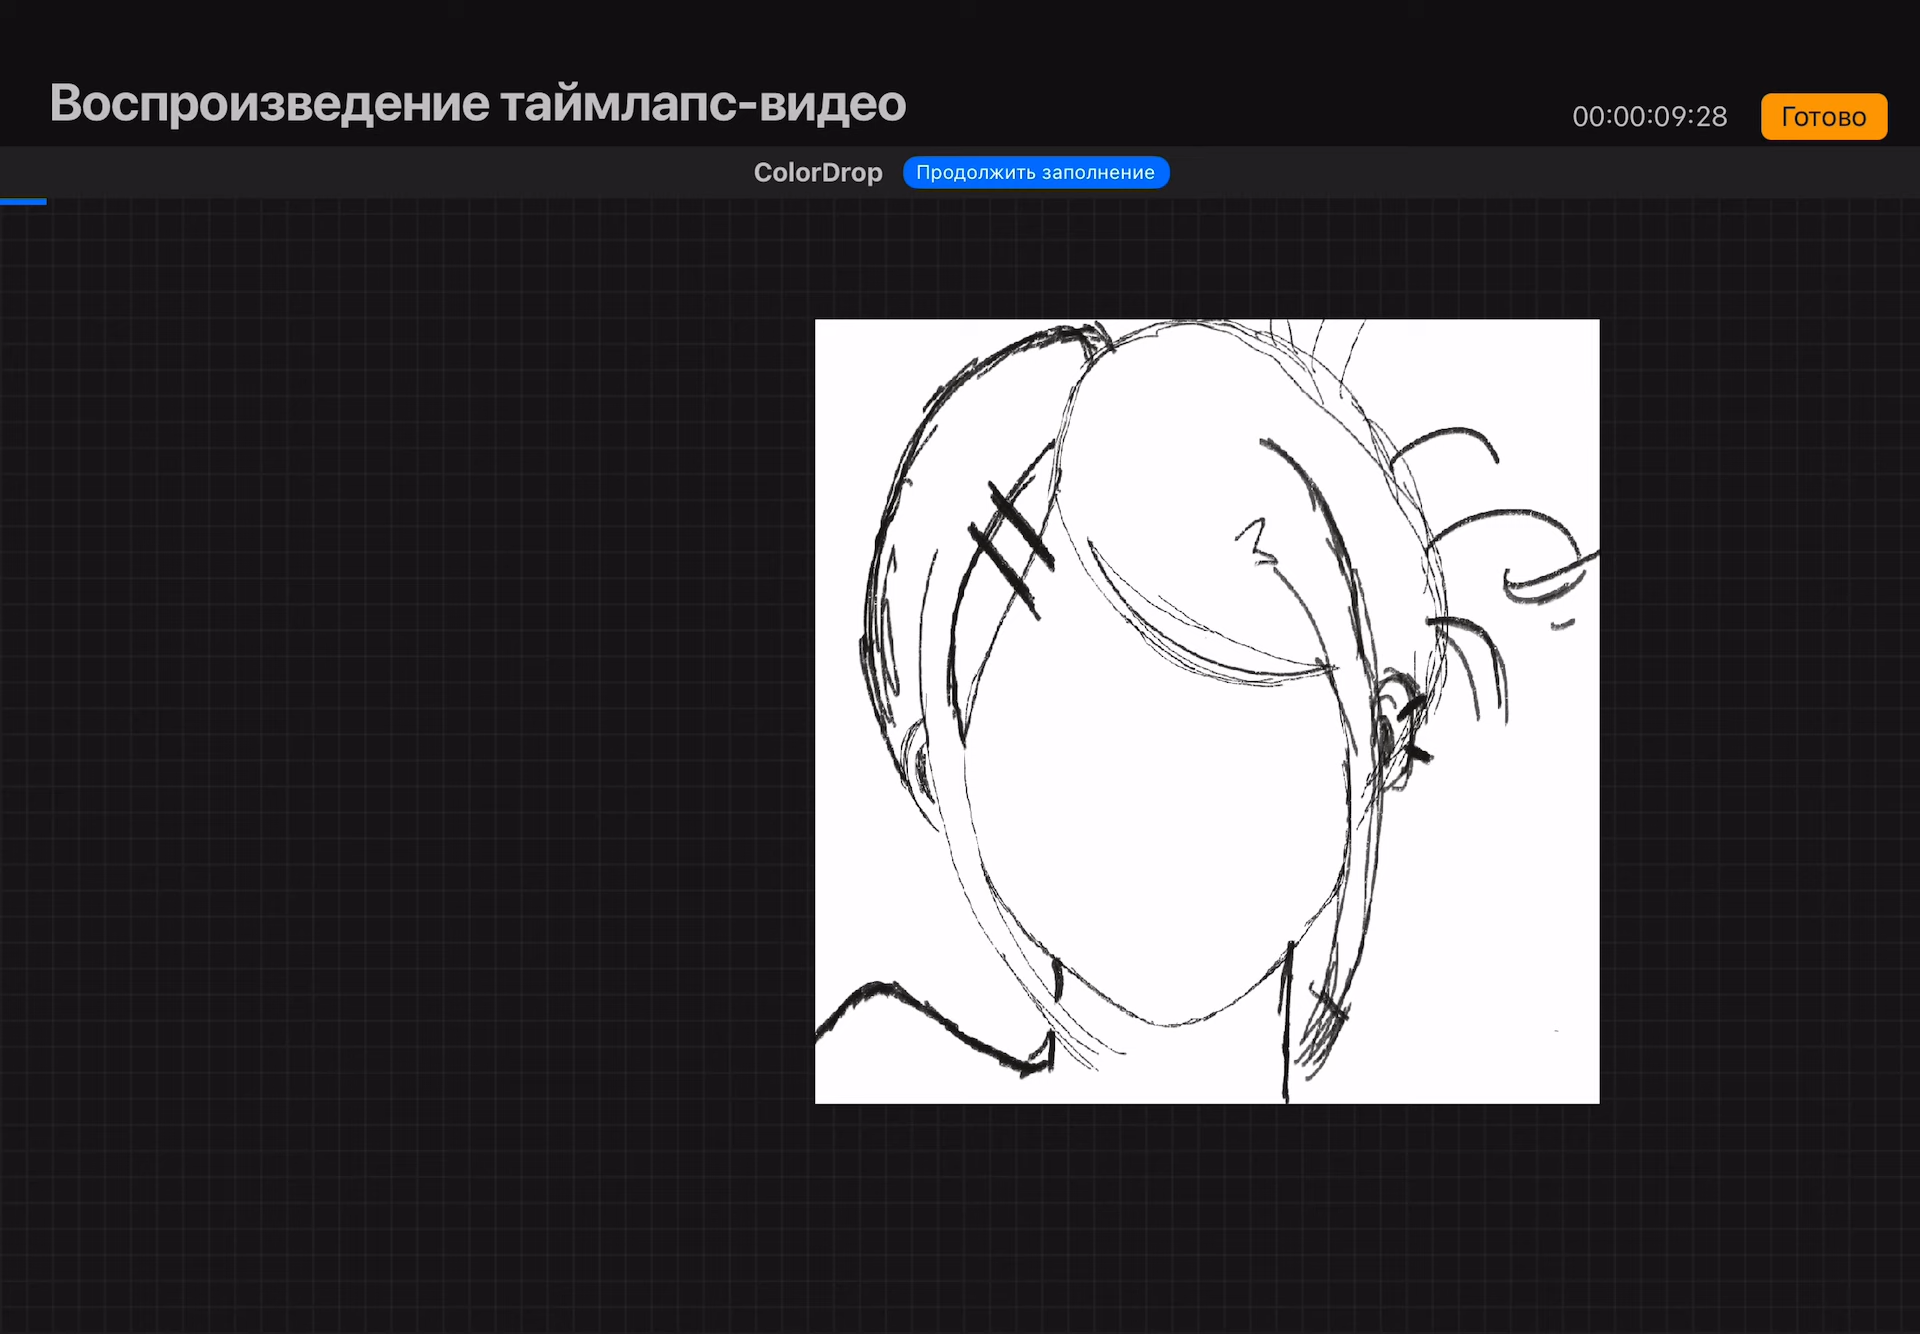 Воспроизведение таймлапс-видео
00:00:09:28 Готово
ColorDrop Продолжить заполнение